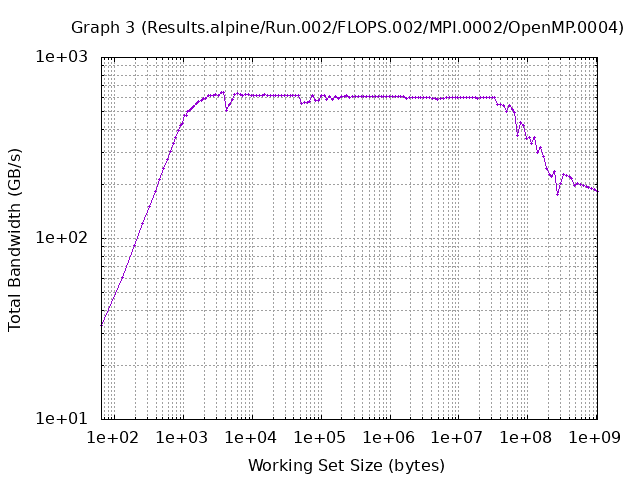 Graph 3 (Results.alpine/Run.002/FLOPS.002/MPI.0002/OpenMP.0004)
1e+03
1e+02
1e+01
Total Bandwidth (GB/s)
1e+02 1e+03 1e+04 1e+05 1e+06 1e+07 1e+08 1e+09
Working Set Size (bytes)